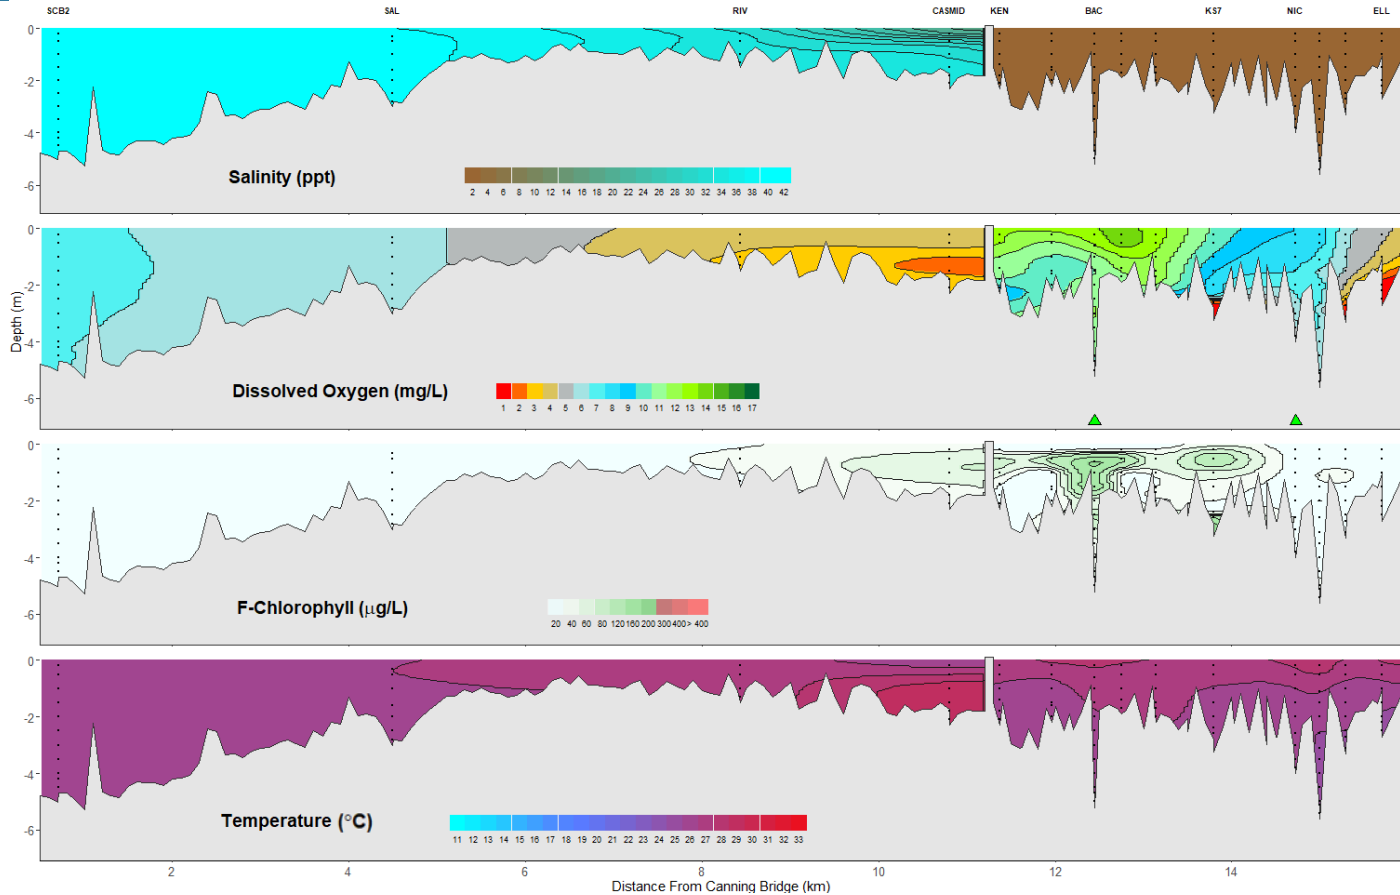 SCB2 SAL RIV CASMID KEN BAC KS7 NIC ELL
0
-2
-4
-6
Salinity (ppt)
2 4 6 8 10 12 14 16 18 20 22 24 26 28 30 32 34 36 38 40 42
0
-2
-4
-6
Depth (m)
Dissolved Oxygen (mg/L)
1 2 3 4 5 6 7 8 9 10 11 12 13 14 15 16 17
0
-2
-4
-6
F-Chlorophyll (μg/L)
20 40 60 80 120 160 200 300 400 > 400
0
-2
-4
-6
Temperature (°C)
11 12 13 14 15 16 17 18 19 20 21 22 23 24 25 26 27 28 29 30 31 32 33
2 4 6 8 10 12 14
Distance From Canning Bridge (km)